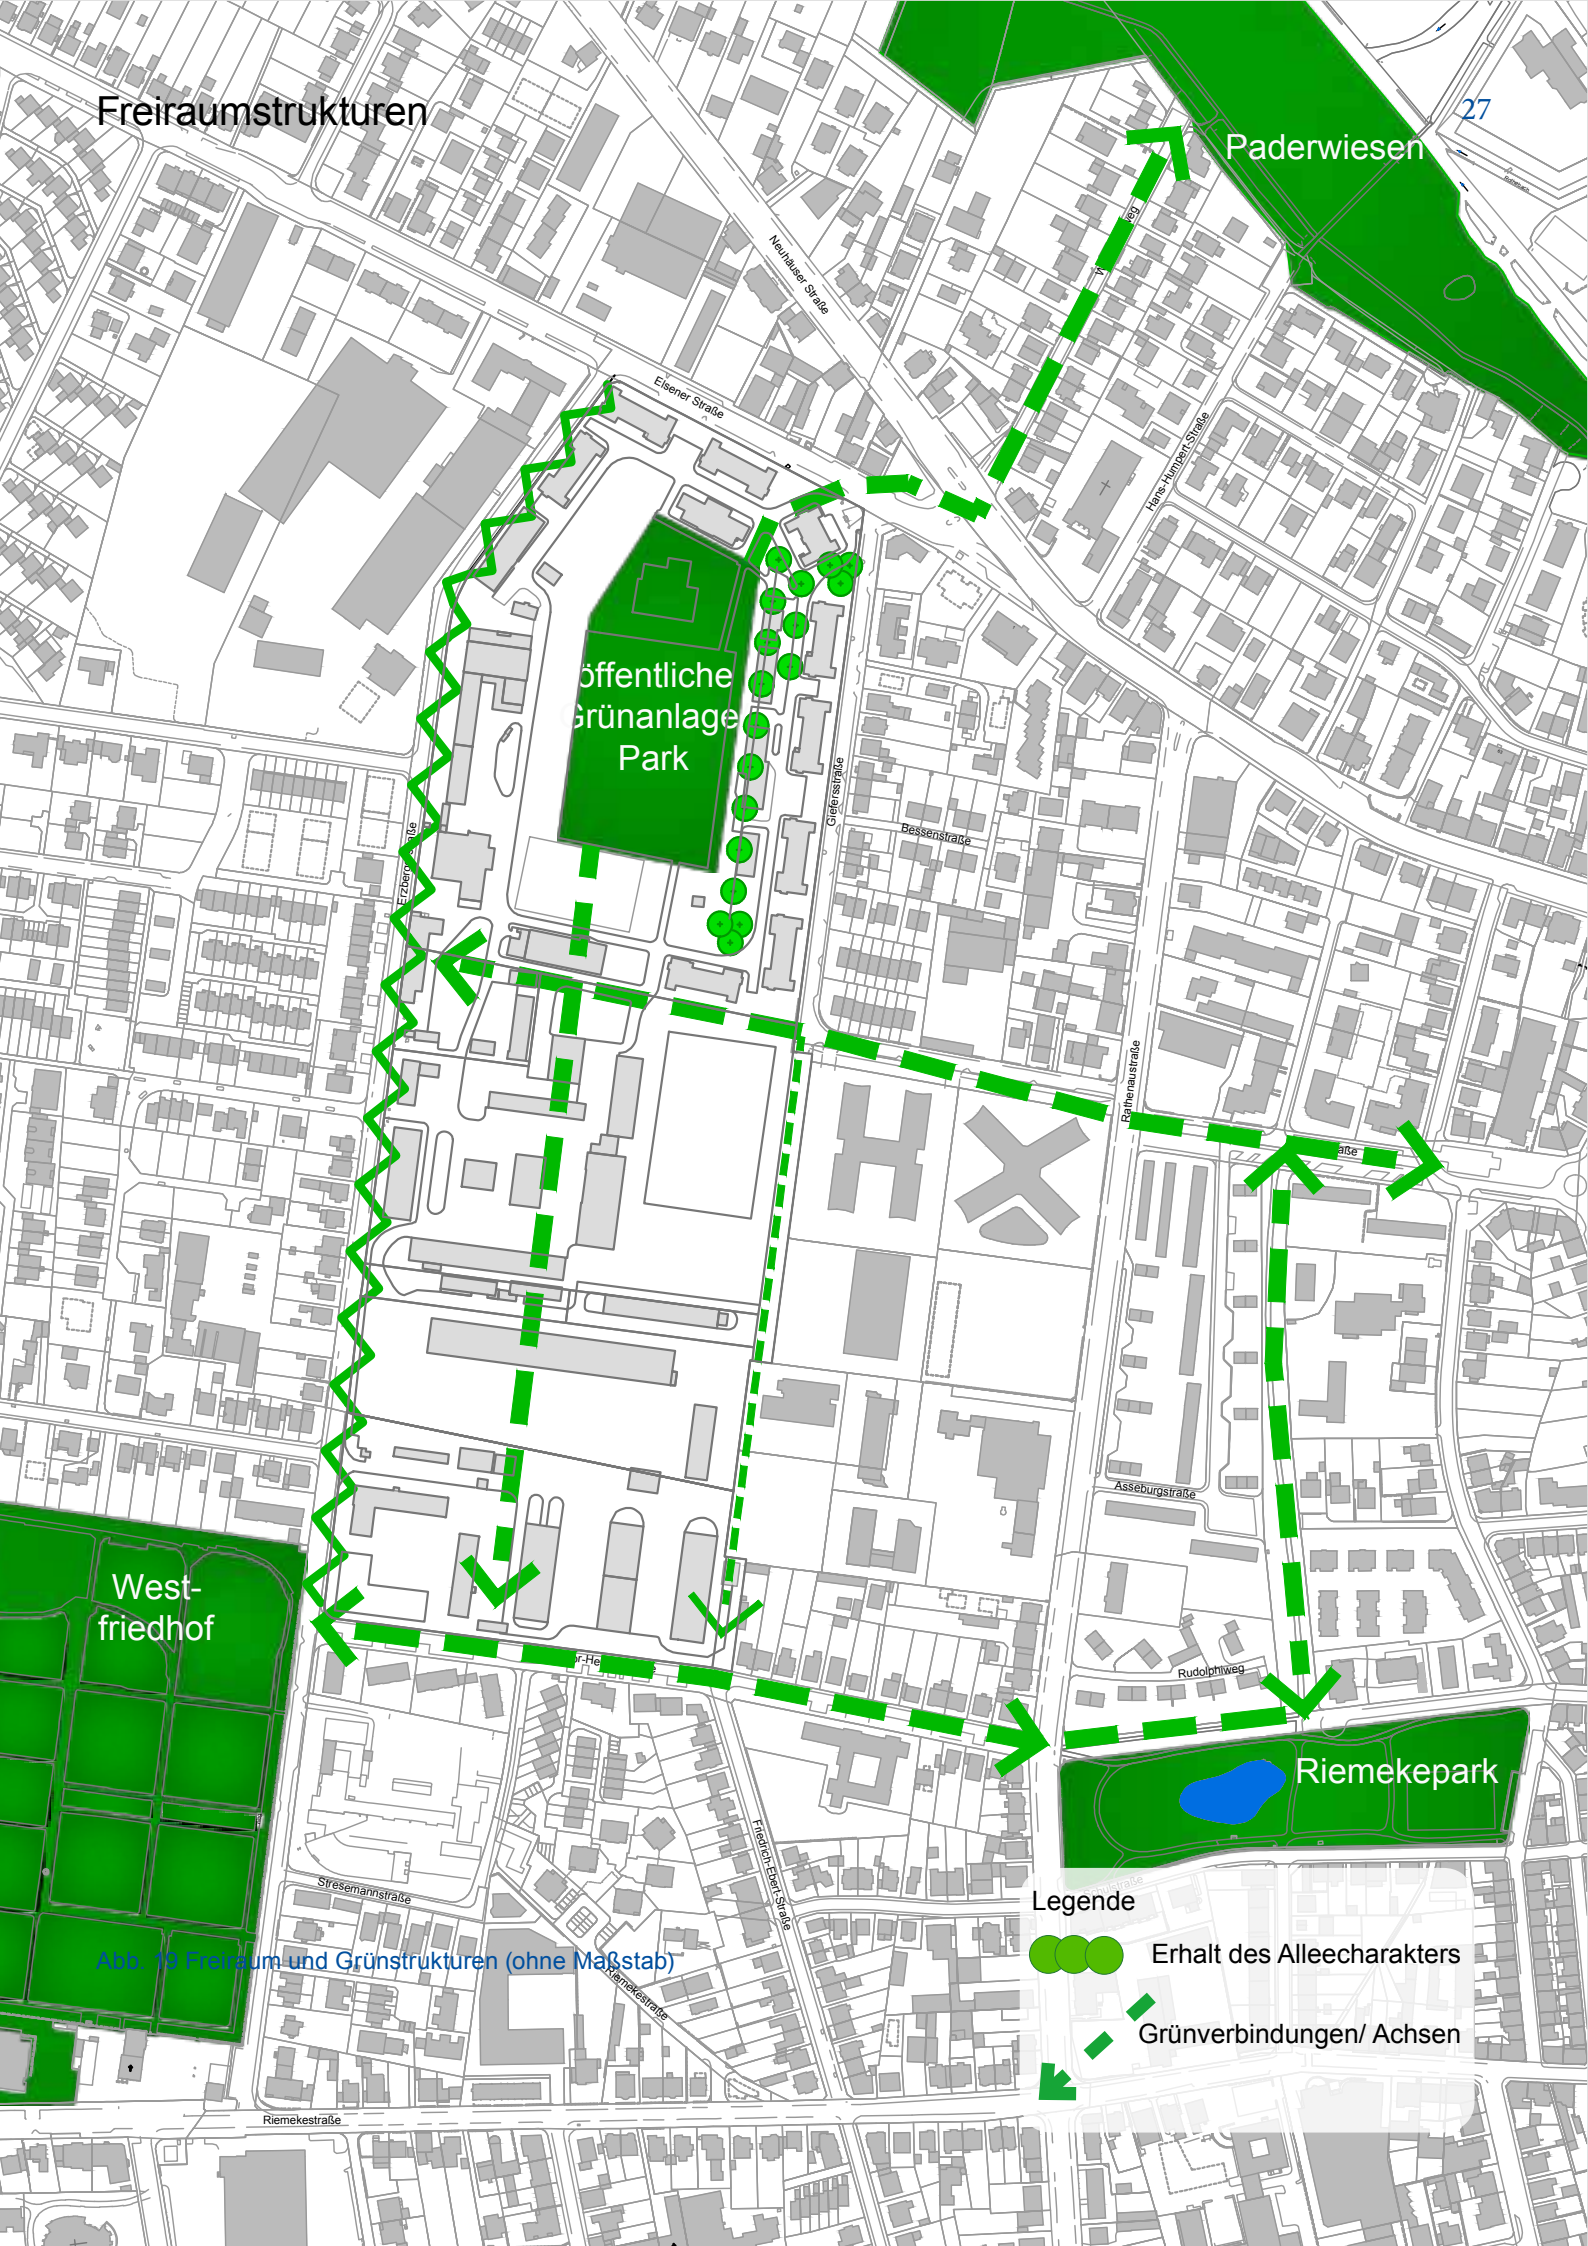 Freiraumstrukturen
27
Paderwiesen
Neuhäuser Straße
Elsener Straße
Hans-Humpert-Straße
öffentliche
Grünanlage
Park
Giefersstraße
Bessenstraße
Rathenaustraße
aße
Asseburgstraße
West-
friedhof
Rudolphiweg
Riemekepark
Friedrich-Ebert-Straße
Stresemannstraße
Legende
Erhalt des Alleecharakters
Abb. 19 Freiraum und Grünstrukturen (ohne Maßstab)
Riemekestraße
Grünverbindungen/ Achsen
Riemekestraße